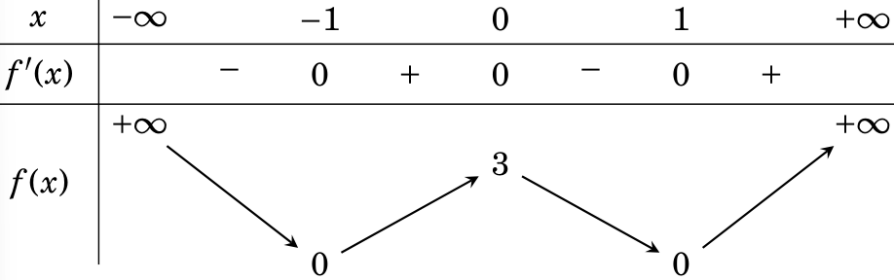 x −∞ −1 0 1 +∞
f′(x) − 0 + 0 − 0 +
+∞ +∞
3
f(x)
0 0